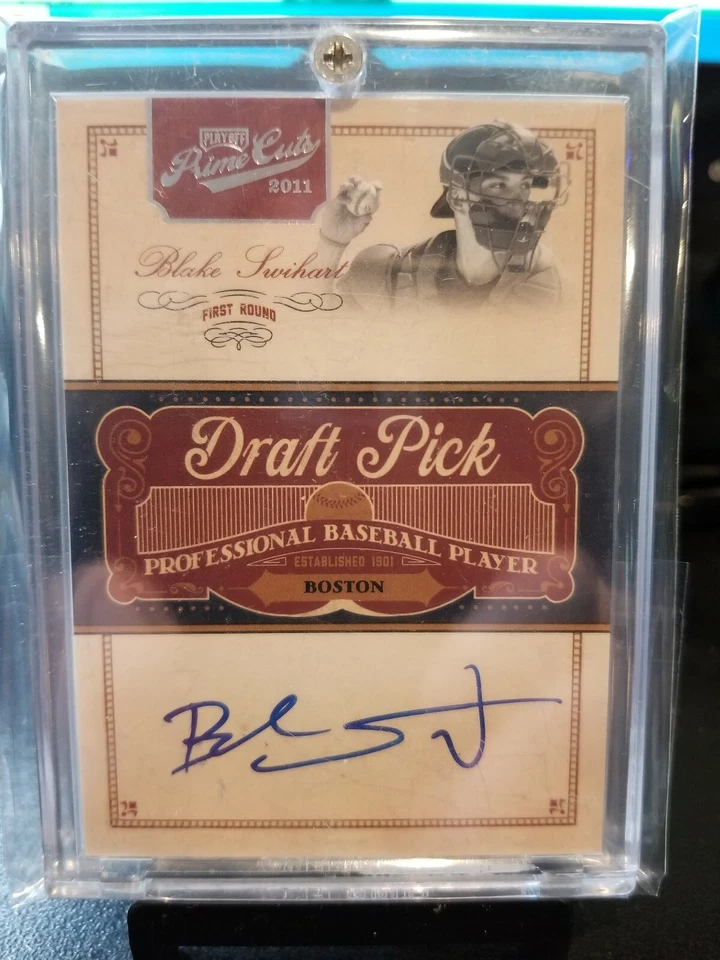 PLAYOFF
Prime Cuts
2011
Blake Swihart
FIRST ROUND
Draft Pick
PROFESSIONAL BASEBALL PLAYER
ESTABLISHED 1901
BOSTON